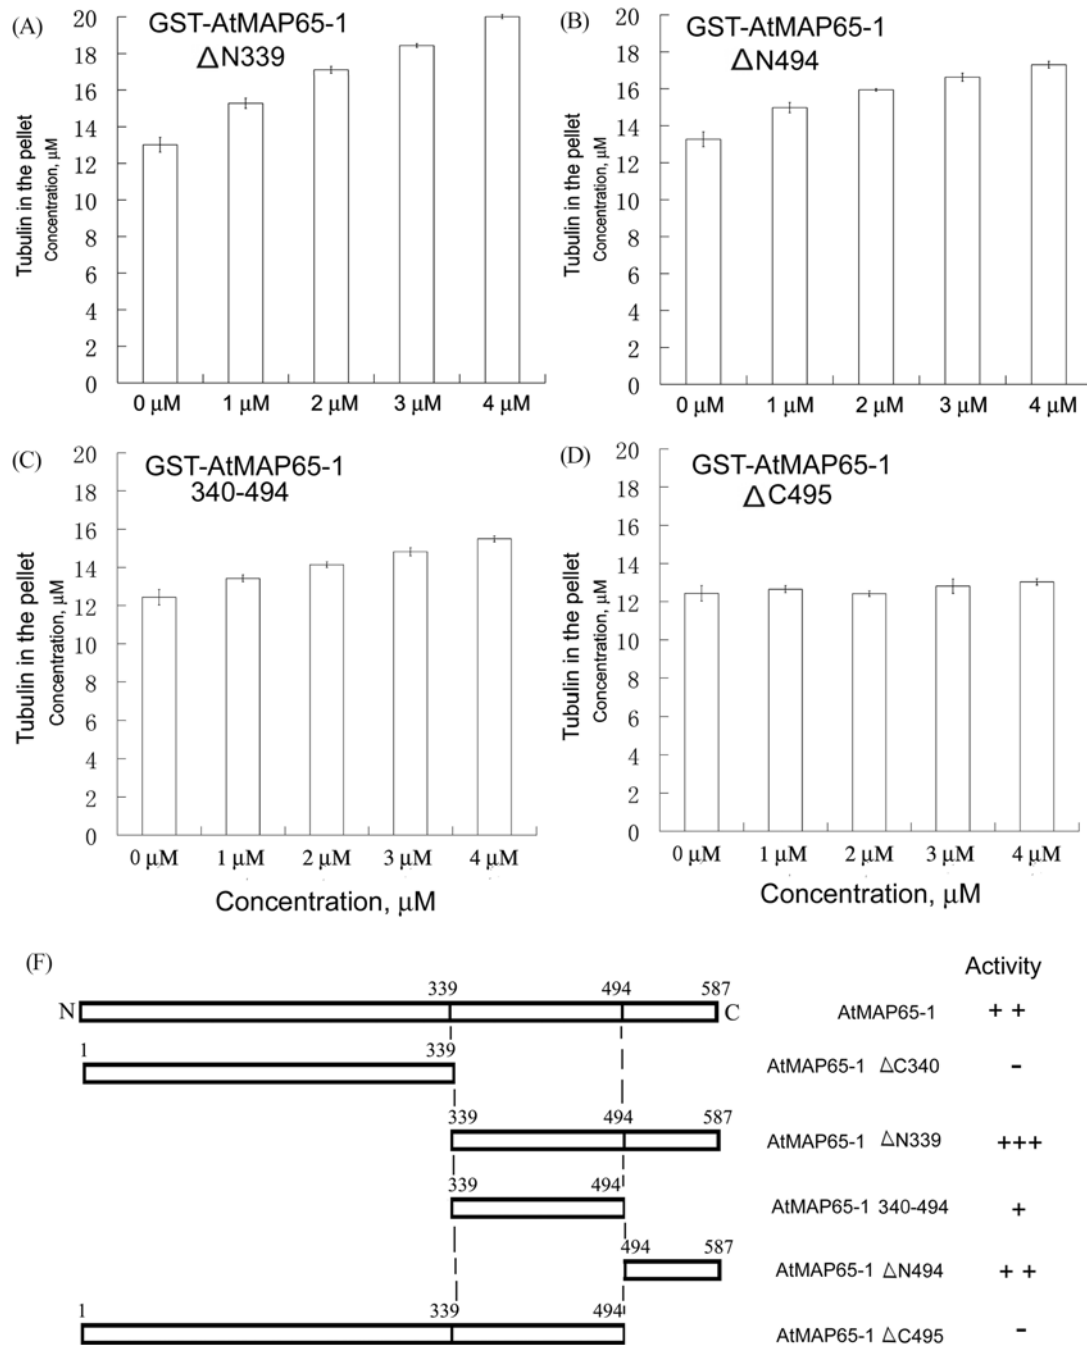 (A)
GST-AtMAP65-1
ΔN339
Tubulin in the pellet
Concentration, μM
20
18
16
14
12
10
8
6
4
2
0
0 μM 1 μM 2 μM 3 μM 4 μM
(B)
GST-AtMAP65-1
ΔN494
Tubulin in the pellet
Concentration, μM
20
18
16
14
12
10
8
6
4
2
0
0 μM 1 μM 2 μM 3 μM 4 μM
(C)
GST-AtMAP65-1
340-494
Tubulin in the pellet
Concentration, μM
20
18
16
14
12
10
8
6
4
2
0
0 μM 1 μM 2 μM 3 μM 4 μM
Concentration, μM
(D)
GST-AtMAP65-1
ΔC495
Tubulin in the pellet
Concentration, μM
20
18
16
14
12
10
8
6
4
2
0
0 μM 1 μM 2 μM 3 μM 4 μM
Concentration, μM
(F)
Activity
339 494 587
N C AtMAP65-1 + +
1 339
AtMAP65-1 ΔC340 -
339 494 587
AtMAP65-1 ΔN339 +++
339 494
AtMAP65-1 340-494 +
494 587
AtMAP65-1 ΔN494 + +
1 339 494
AtMAP65-1 ΔC495 -